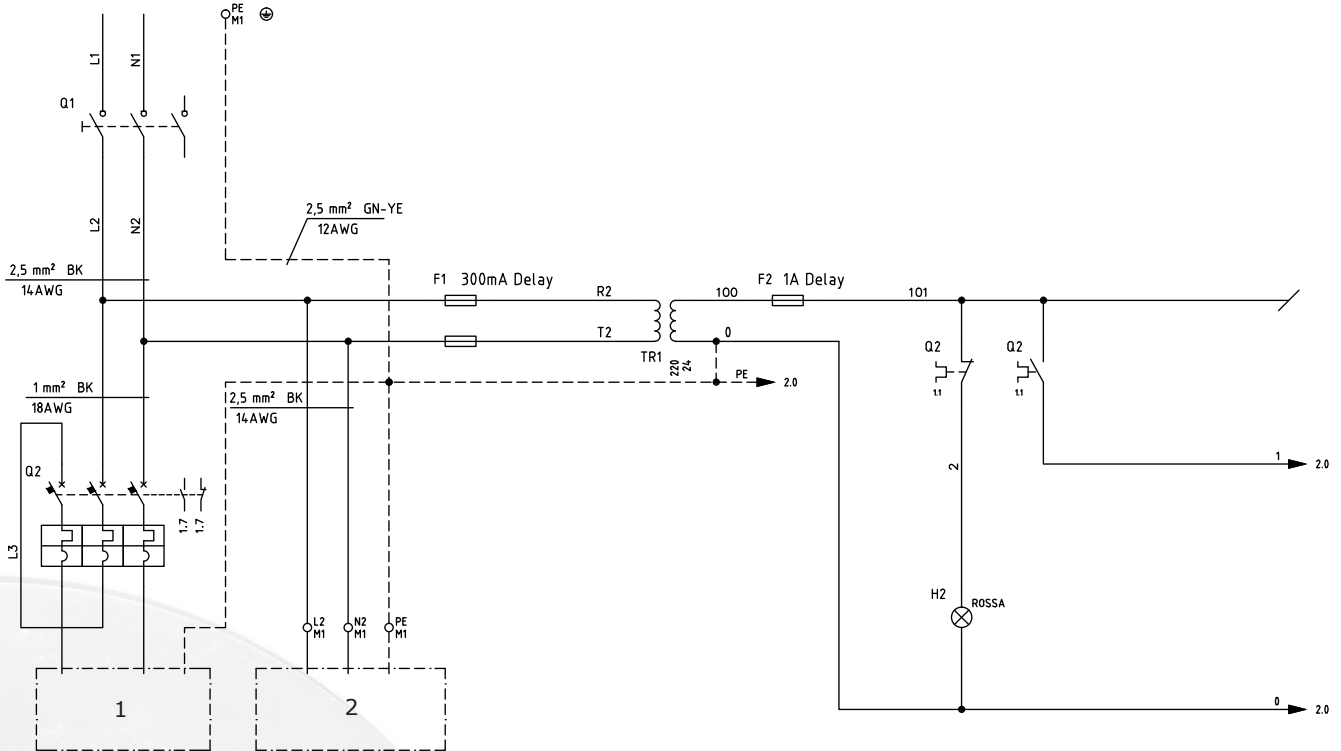 PE
M1
L1
N1
Q1
2,5 mm² GN-YE
12AWG
L2
N2
2,5 mm² BK
14AWG
F1 300mA Delay
R2
100
F2 1A Delay
101
T2
0
TR1
220
24
PE
2.0
Q2
1.1
Q2
1.1
1 mm² BK
18AWG
2,5 mm² BK
14AWG
1
2.0
2
Q2
1.7
1.7
L3
H2
ROSSA
L2
M1
N2
M1
PE
M1
1
2
0
2.0